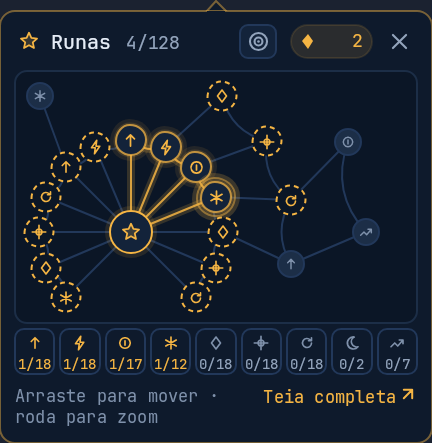 Runas 4/128 2
1/18 1/18 1/17 1/12 0/18 0/18 0/18 0/2 0/7
Arraste para mover · Teia completa
roda para zoom